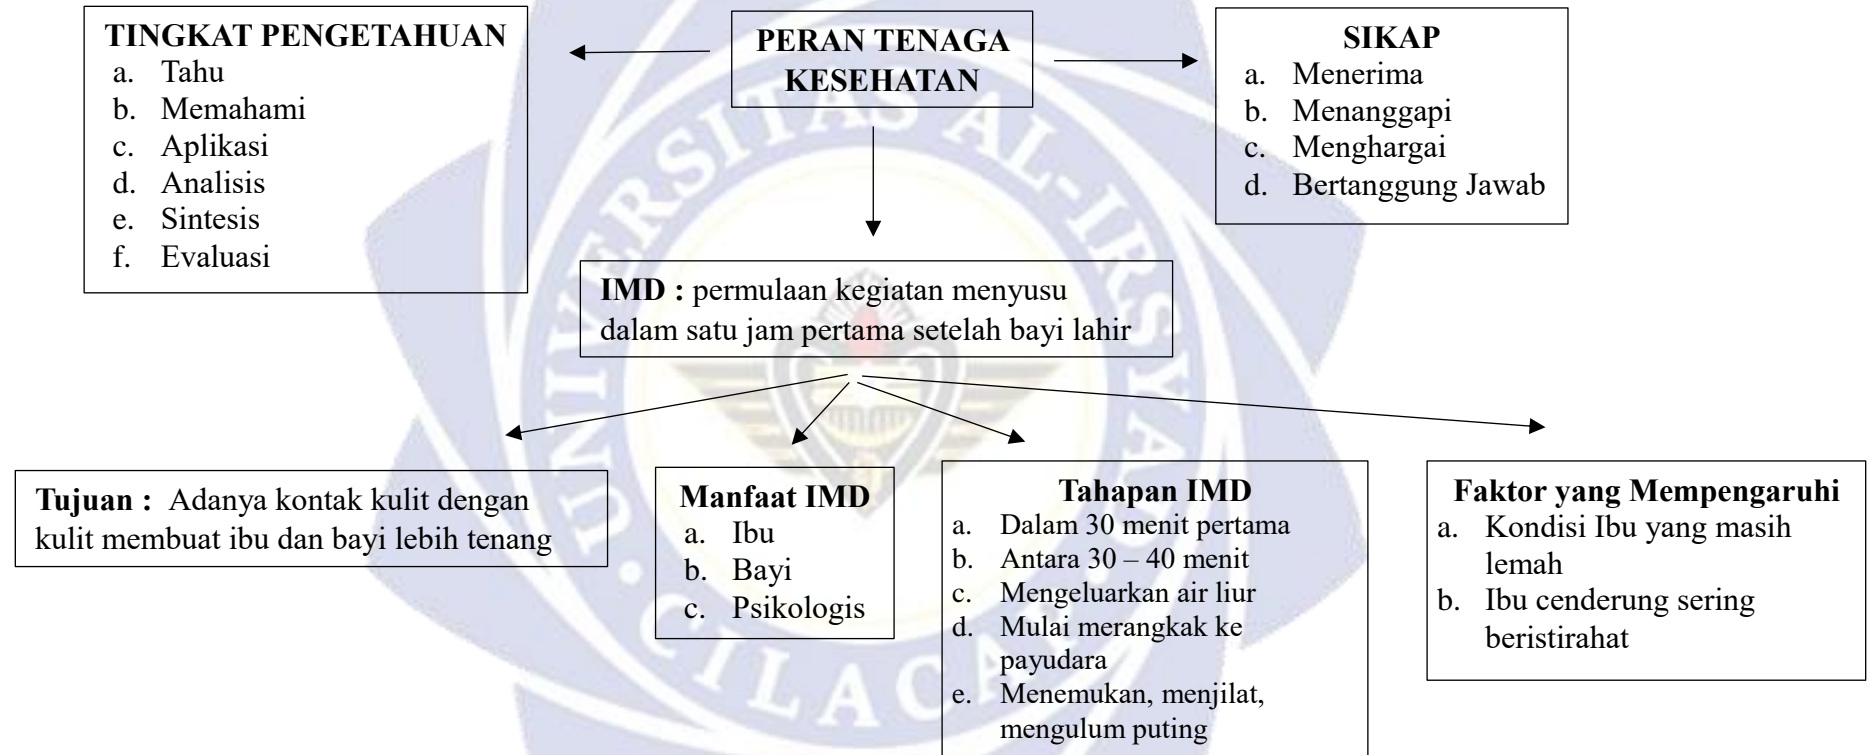 TINGKAT PENGETAHUAN
a. Tahu
b. Memahami
c. Aplikasi
d. Analisis
e. Sintesis
f. Evaluasi
PERAN TENAGA
KESEHATAN
SIKAP
a. Menerima
b. Menanggapi
c. Menghargai
d. Bertanggung Jawab
IMD : permulaan kegiatan menyusu
dalam satu jam pertama setelah bayi lahir
Tujuan : Adanya kontak kulit dengan
kulit membuat ibu dan bayi lebih tenang
Manfaat IMD
a. Ibu
b. Bayi
c. Psikologis
Tahapan IMD
a. Dalam 30 menit pertama
b. Antara 30 – 40 menit
c. Mengeluarkan air liur
d. Mulai merangkak ke
payudara
e. Menemukan, menjilat,
mengulum puting
Faktor yang Mempengaruhi
a. Kondisi Ibu yang masih
lemah
b. Ibu cenderung sering
beristirahat
UNIVERSITAS AL-IRSYAD
CILACAP